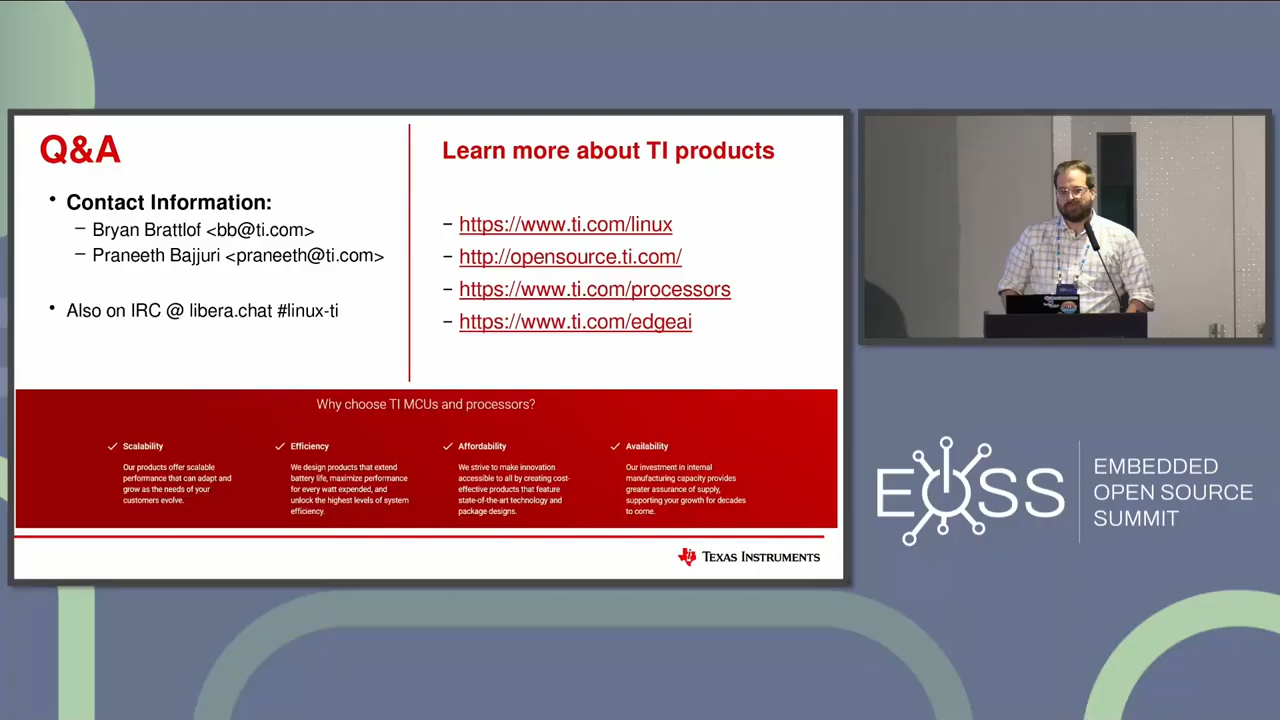 Q&A
• Contact Information:
– Bryan Brattlof <bb@ti.com>
– Praneeth Bajjuri <praneeth@ti.com>
• Also on IRC @ libera.chat #linux-ti
Learn more about TI products
– https://www.ti.com/linux
– http://opensource.ti.com/
– https://www.ti.com/processors
– https://www.ti.com/edgeai
Why choose TI MCUs and processors?
Scalability
Our products offer scalable
performance that can adapt and
grow as the needs of your
customers evolve.
Efficiency
We design products that extend
battery life, maximize performance
for every watt expended, and
unlock the highest levels of system
efficiency.
Affordability
We strive to make innovation
accessible to all by creating cost-
effective products that feature
state-of-the-art technology and
package designs.
Availability
Our investment in internal
manufacturing capacity provides
greater assurance of supply,
supporting your growth for decades
to come.
TEXAS INSTRUMENTS
EOSS
EMBEDDED
OPEN SOURCE
SUMMIT